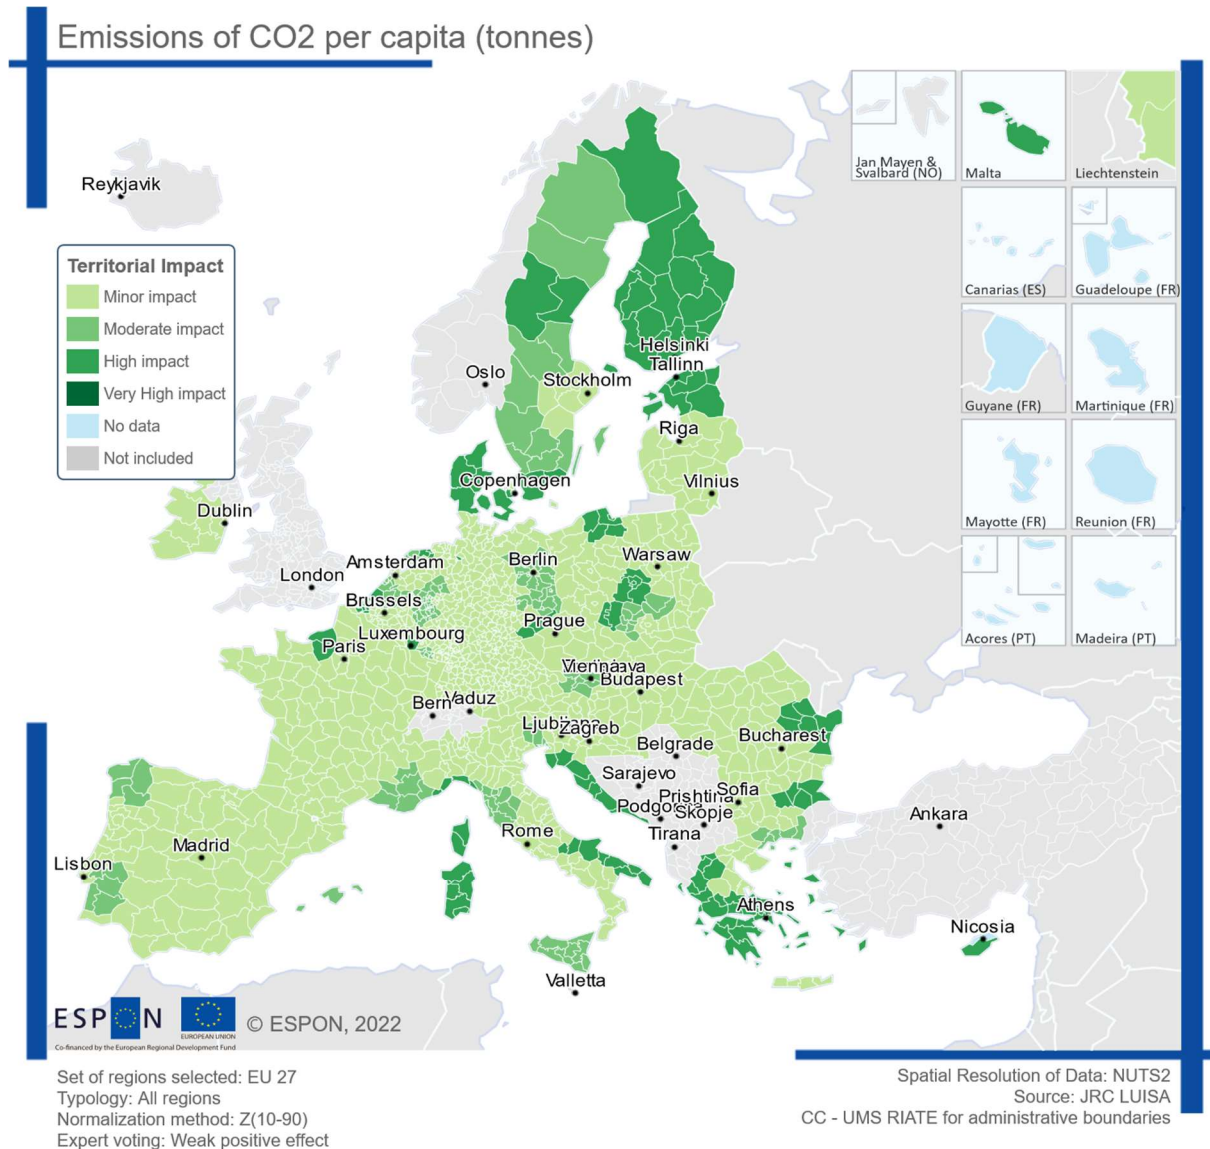 Emissions of CO2 per capita (tonnes)
Jan Mayen &
Svalbard (NO)
Malta
Liechtenstein
Reykjavik
Territorial Impact
Minor impact
Moderate impact
High impact
Very High impact
No data
Not included
Canarias (ES)
Guadeloupe (FR)
Helsinki
Tallinn
Oslo
Stockholm
Guyane (FR)
Martinique (FR)
Riga
Copenhagen
Vilnius
Dublin
Mayotte (FR)
Reunion (FR)
Amsterdam
Berlin
Warsaw
London
Brussels
Prague
Luxembourg
Paris
Acores (PT)
Madeira (PT)
Budapest
Bern
Vaduz
Zagreb
Belgrade
Bucharest
Sarajevo
Prishtina
Sofia
Skopje
Tirana
Ankara
Rome
Madrid
Lisbon
Athens
Nicosia
Valletta
ESPON
EUROPEAN UNION
Co-financed by the European Regional Development Fund
© ESPON, 2022
Set of regions selected: EU 27
Typology: All regions
Normalization method: Z(10-90)
Expert voting: Weak positive effect
Spatial Resolution of Data: NUTS2
Source: JRC LUISA
CC - UMS RIATE for administrative boundaries